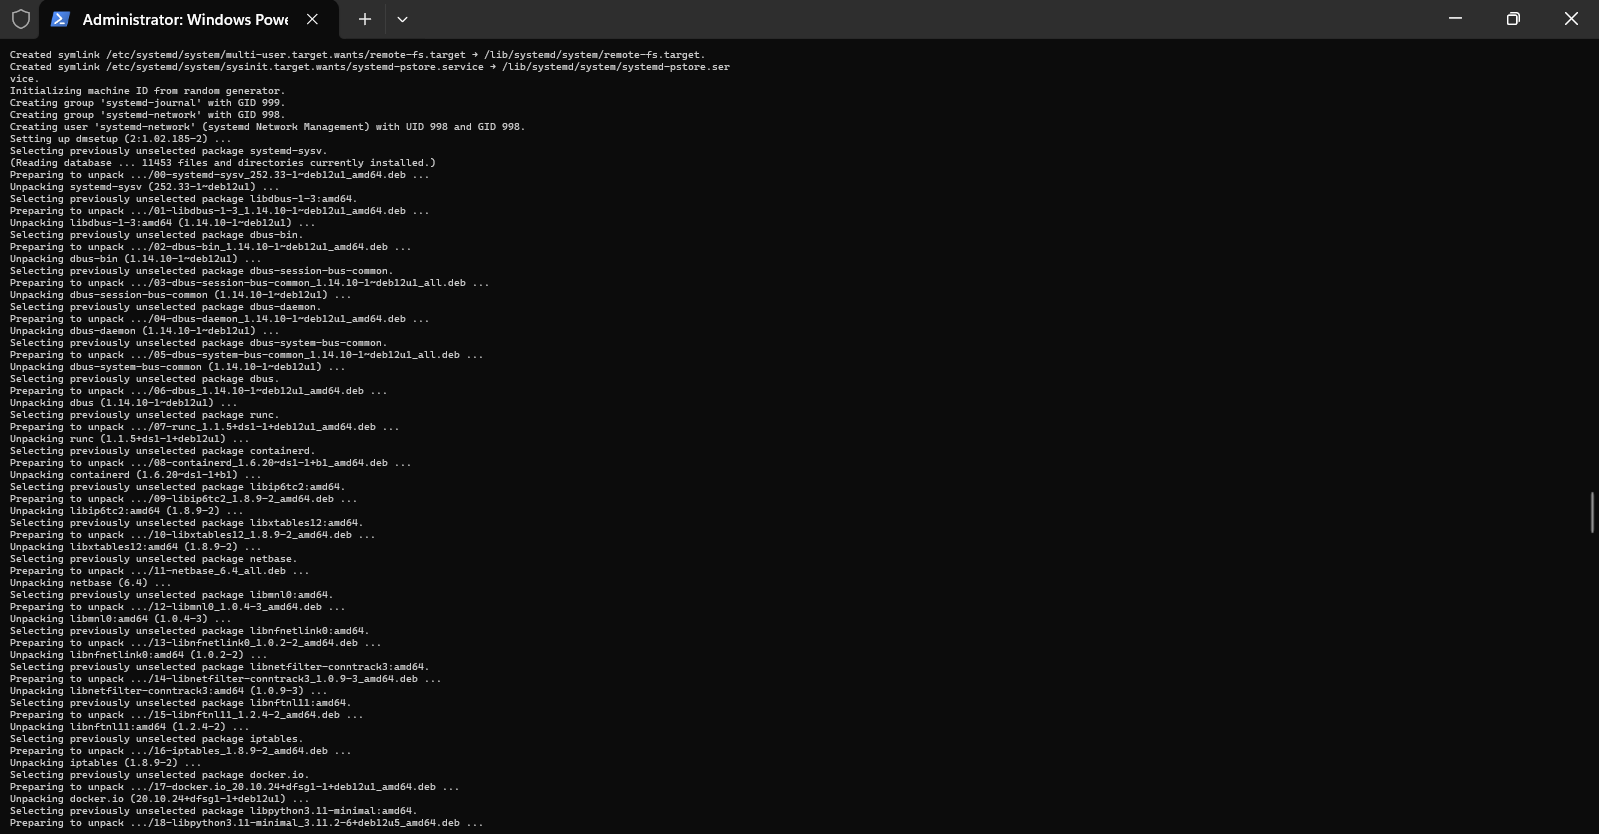 Administrator: Windows Powe
Created symlink /etc/systemd/system/multi-user.target.wants/remote-fs.target → /lib/systemd/system/remote-fs.target.
Created symlink /etc/systemd/system/sysinit.target.wants/systemd-pstore.service → /lib/systemd/system/systemd-pstore.ser
vice.
Initializing machine ID from random generator.
Creating group 'systemd-journal' with GID 999.
Creating group 'systemd-network' with GID 998.
Creating user 'systemd-network' (systemd Network Management) with UID 998 and GID 998.
Setting up dmsetup (2:1.02.185-2) ...
Selecting previously unselected package systemd-sysv.
(Reading database ... 11453 files and directories currently installed.)
Preparing to unpack .../00-systemd-sysv_252.33-1~deb12u1_amd64.deb ...
Unpacking systemd-sysv (252.33-1~deb12u1) ...
Selecting previously unselected package libdbus-1-3:amd64.
Preparing to unpack .../01-libdbus-1-3_1.14.10-1~deb12u1_amd64.deb ...
Unpacking libdbus-1-3:amd64 (1.14.10-1~deb12u1) ...
Selecting previously unselected package dbus-bin.
Preparing to unpack .../02-dbus-bin_1.14.10-1~deb12u1_amd64.deb ...
Unpacking dbus-bin (1.14.10-1~deb12u1) ...
Selecting previously unselected package dbus-session-bus-common.
Preparing to unpack .../03-dbus-session-bus-common_1.14.10-1~deb12u1_all.deb ...
Unpacking dbus-session-bus-common (1.14.10-1~deb12u1) ...
Selecting previously unselected package dbus-daemon.
Preparing to unpack .../04-dbus-daemon_1.14.10-1~deb12u1_amd64.deb ...
Unpacking dbus-daemon (1.14.10-1~deb12u1) ...
Selecting previously unselected package dbus-system-bus-common.
Preparing to unpack .../05-dbus-system-bus-common_1.14.10-1~deb12u1_all.deb ...
Unpacking dbus-system-bus-common (1.14.10-1~deb12u1) ...
Selecting previously unselected package dbus.
Preparing to unpack .../06-dbus_1.14.10-1~deb12u1_amd64.deb ...
Unpacking dbus (1.14.10-1~deb12u1) ...
Selecting previously unselected package runc.
Preparing to unpack .../07-runc_1.1.5+ds1-1+deb12u1_amd64.deb ...
Unpacking runc (1.1.5+ds1-1+deb12u1) ...
Selecting previously unselected package containerd.
Preparing to unpack .../08-containerd_1.6.20~ds1-1+b1_amd64.deb ...
Unpacking containerd (1.6.20~ds1-1+b1) ...
Selecting previously unselected package libip6tc2:amd64.
Preparing to unpack .../09-libip6tc2_1.8.9-2_amd64.deb ...
Unpacking libip6tc2:amd64 (1.8.9-2) ...
Selecting previously unselected package libxtables12:amd64.
Preparing to unpack .../10-libxtables12_1.8.9-2_amd64.deb ...
Unpacking libxtables12:amd64 (1.8.9-2) ...
Selecting previously unselected package netbase.
Preparing to unpack .../11-netbase_6.4_all.deb ...
Unpacking netbase (6.4) ...
Selecting previously unselected package libmnl0:amd64.
Preparing to unpack .../12-libmnl0_1.0.4-3_amd64.deb ...
Unpacking libmnl0:amd64 (1.0.4-3) ...
Selecting previously unselected package libnfnetlink0:amd64.
Preparing to unpack .../13-libnfnetlink0_1.0.2-2_amd64.deb ...
Unpacking libnfnetlink0:amd64 (1.0.2-2) ...
Selecting previously unselected package libnetfilter-conntrack3:amd64.
Preparing to unpack .../14-libnetfilter-conntrack3_1.0.9-3_amd64.deb ...
Unpacking libnetfilter-conntrack3:amd64 (1.0.9-3) ...
Selecting previously unselected package libnftnl11:amd64.
Preparing to unpack .../15-libnftnl11_1.2.4-2_amd64.deb ...
Unpacking libnftnl11:amd64 (1.2.4-2) ...
Selecting previously unselected package iptables.
Preparing to unpack .../16-iptables_1.8.9-2_amd64.deb ...
Unpacking iptables (1.8.9-2) ...
Selecting previously unselected package docker.io.
Preparing to unpack .../17-docker.io_20.10.24+dfsg1-1+deb12u1_amd64.deb ...
Unpacking docker.io (20.10.24+dfsg1-1+deb12u1) ...
Selecting previously unselected package libpython3.11-minimal:amd64.
Preparing to unpack .../18-libpython3.11-minimal_3.11.2-6+deb12u5_amd64.deb ...